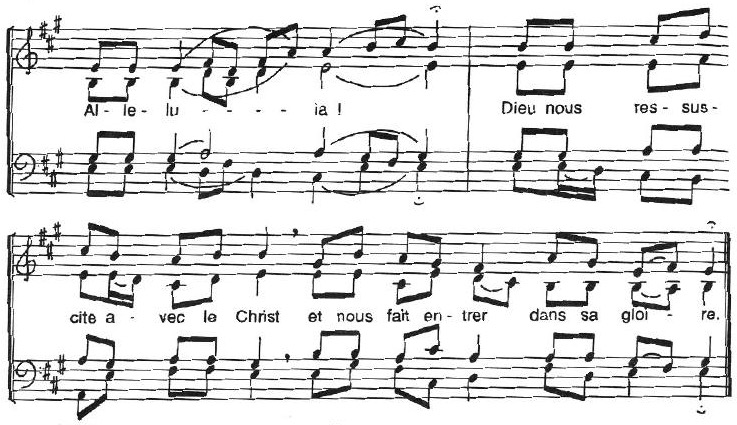 Al - le - lu - - - - ia ! Dieu nous res - sus -
cite a - vec le Christ et nous fait en - trer dans sa gloi - re.